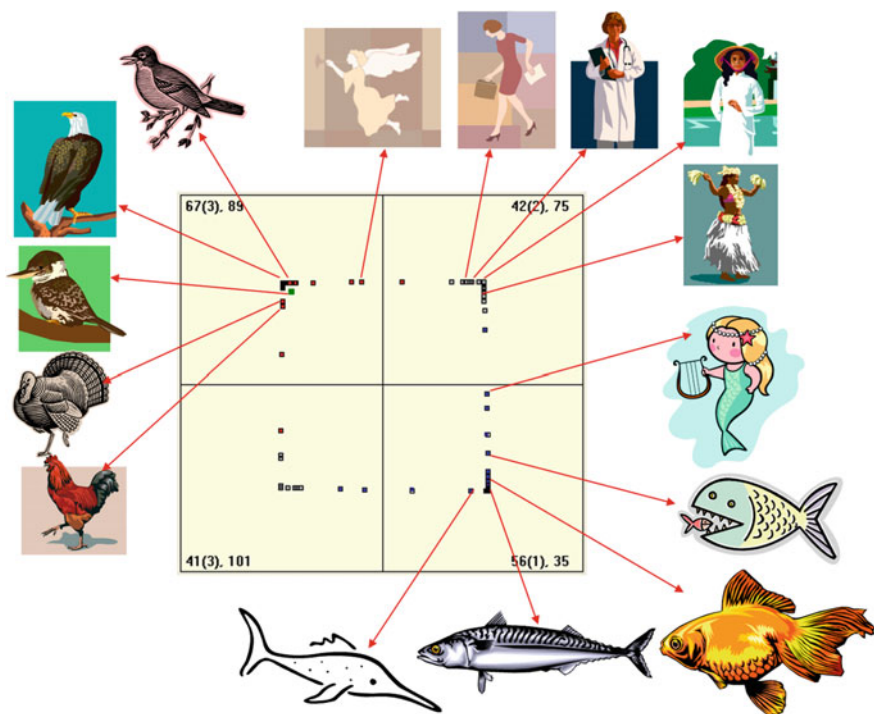 67(3), 89
42(2), 75
41(3), 101
56(1), 35